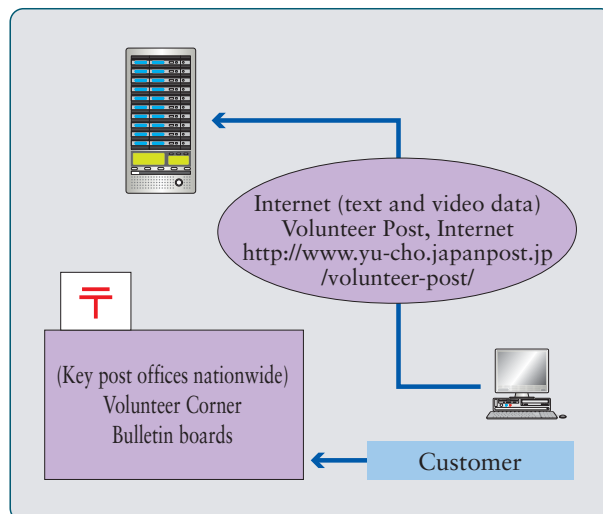 Internet (text and video data)
Volunteer Post, Internet
http://www.yu-cho.japanpost.jp
/volunteer-post/
〒
(Key post offices nationwide)
Volunteer Corner
Bulletin boards
Customer